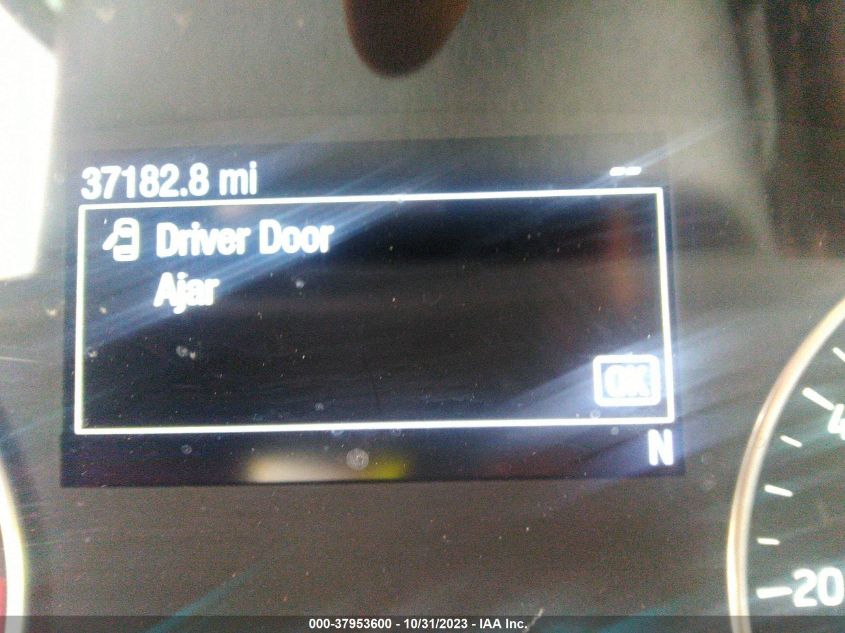 37182.8 mi --
Driver Door
Ajar
OK
N
20
000-37953600 - 10/31/2023 - IAA Inc.